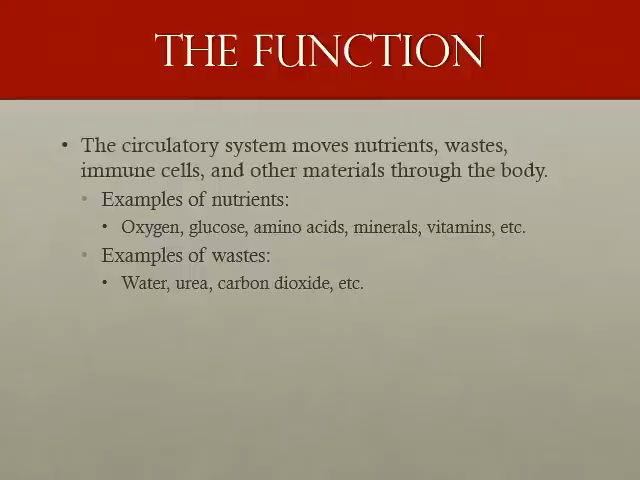 THE FUNCTION
• The circulatory system moves nutrients, wastes,
immune cells, and other materials through the body.
• Examples of nutrients:
• Oxygen, glucose, amino acids, minerals, vitamins, etc.
• Examples of wastes:
• Water, urea, carbon dioxide, etc.